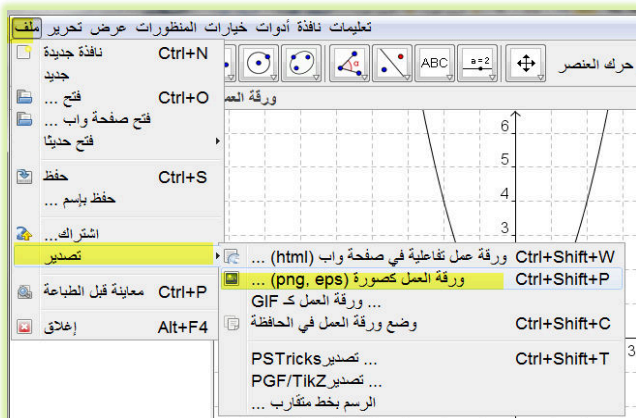 ملف تحرير عرض المنظورات خيارات أدوات نافذة تعليمات
نافذة جديدة Ctrl+N
جديد
فتح ... Ctrl+O
فتح صفحة واب ...
فتح حديثا
حفظ Ctrl+S
حفظ بإسم ...
اشتراك...
تصدير
معاينة قبل الطباعة Ctrl+P
إغلاق Alt+F4
ABC
a=2
حرك العنصر
ورقة العم
6
5
4
3
ورقة عمل تفاعلية في صفحة واب (html) ... Ctrl+Shift+W
ورقة العمل كصورة (png, eps) ... Ctrl+Shift+P
ورقة العمل كـ GIF ...
وضع ورقة العمل في الحافظة Ctrl+Shift+C
تصدير PSTricks ... Ctrl+Shift+T
تصدير PGF/TikZ ...
الرسم بخط متقارب ...
3